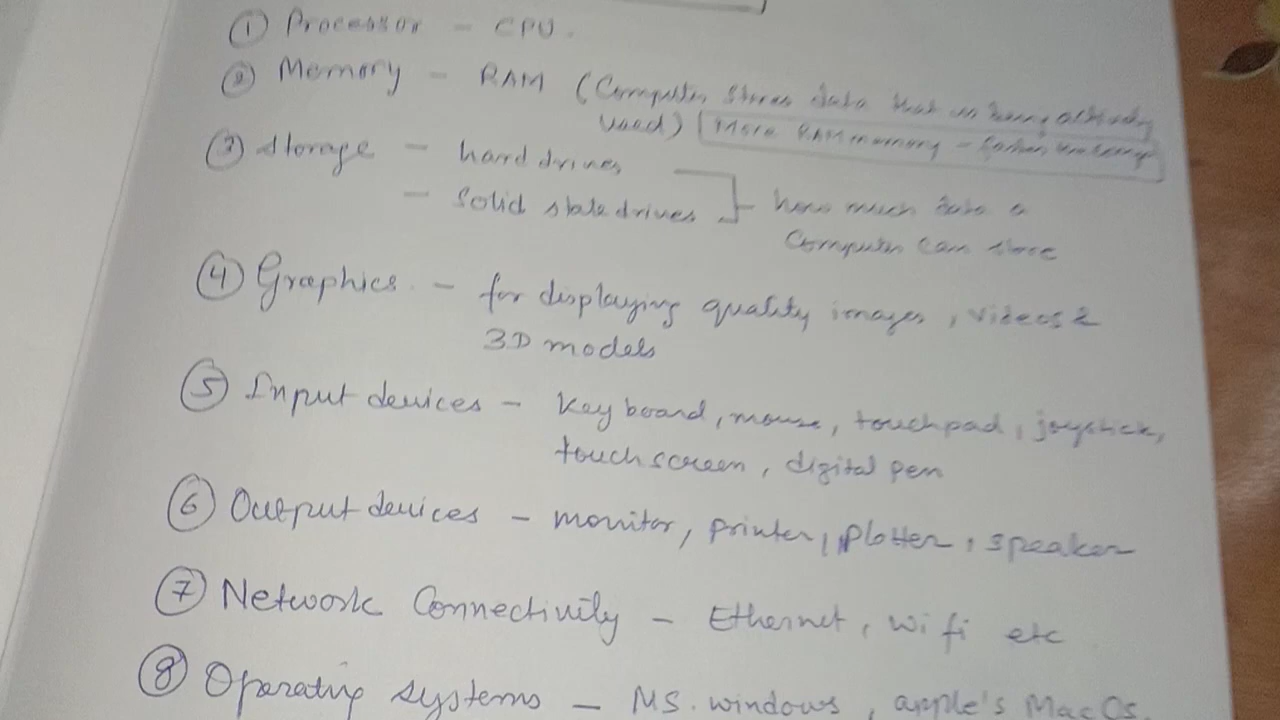 ① Processor - CPU.
② Memory - RAM (Computer stores data that is being
used) (More RAM memory -
③ Storage - hard drives
- Solid state drives } how much data a
Computer can store
④ Graphics - for displaying quality images, videos &
3D models
⑤ Input devices - Keyboard, mouse, touchpad, joystick,
touch screen, digital pen
⑥ Output devices - monitor, printer, plotter, speaker
⑦ Network Connectivity - Ethernet, wifi etc
⑧ Operating systems - MS. windows, apple's MacOS.